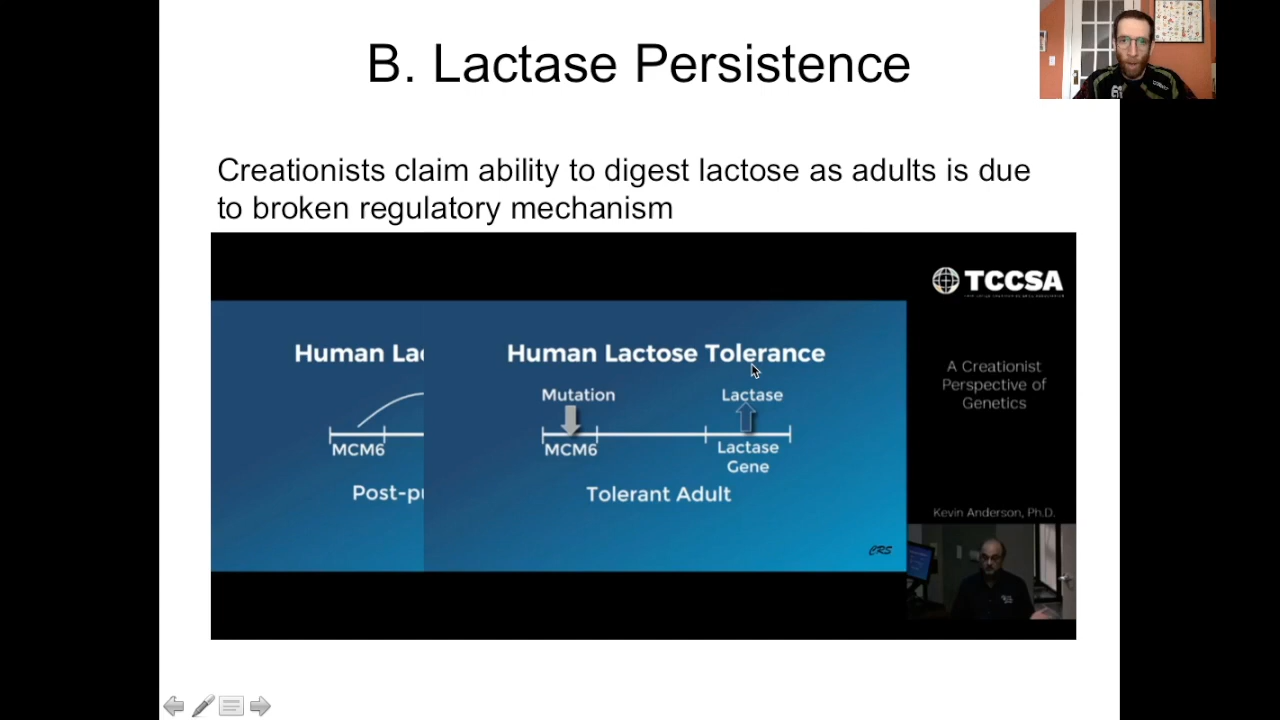 B. Lactase Persistence
Creationists claim ability to digest lactose as adults is due
to broken regulatory mechanism
TCCSA
Human La
Human Lactose Tolerance
Mutation
Lactase
MCM6
MCM6
Lactase
Gene
Post-pu
Tolerant Adult
CRS
A Creationist
Perspective of
Genetics
Kevin Anderson, Ph.D.